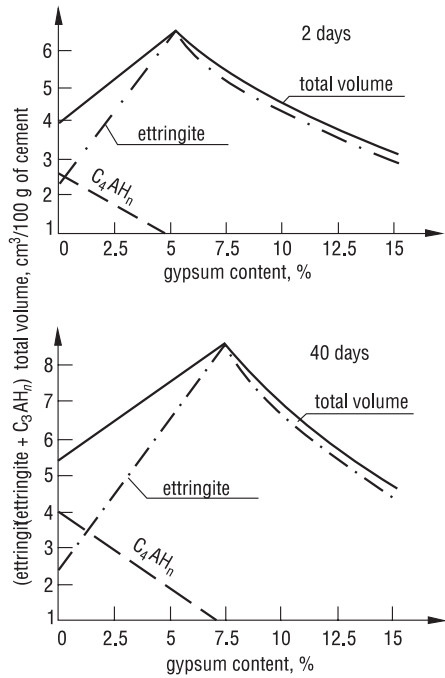 (ettringit(ettringite + C₃AHₙ) total volume, cm³/100 g of cement
2 days
6
5
4
3
2
1
total volume
ettringite
C₄AHₙ
0 2.5 5 7.5 10 12.5 15
gypsum content, %
40 days
8
7
6
5
4
3
2
1
total volume
ettringite
C₄AHₙ
0 2.5 5 7.5 10 12.5 15
gypsum content, %